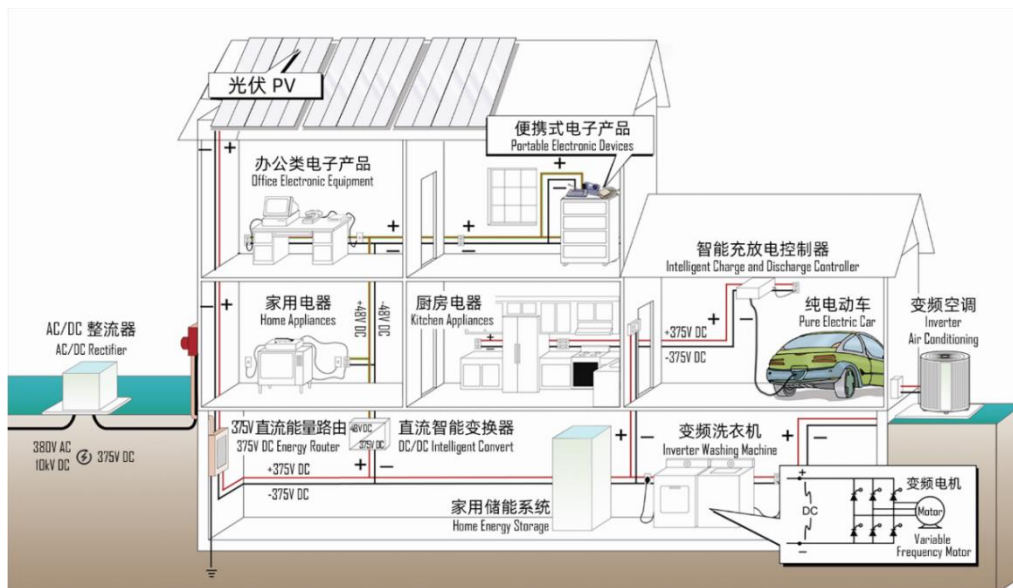 光伏 PV
便携式电子产品
Portable Electronic Devices
+
-
+
-
办公类电子产品
Office Electronic Equipment
+
-
+
-
智能充放电控制器
Intelligent Charge and Discharge Controller
家用电器
Home Appliances
+48V DC
-48V DC
厨房电器
Kitchen Appliances
+
-
+
-
+
-
+375V DC
-375V DC
纯电动车
Pure Electric Car
变频空调
Inverter
Air Conditioning
AC/DC 整流器
AC/DC Rectifier
380V AC
10kV DC
375V DC
375V直流能量路由
375V DC Energy Router
48V DC
375V DC
直流智能变换器
DC/DC Intelligent Convert
+
-
+375V DC
-375V DC
家用储能系统
Home Energy Storage
+
-
变频洗衣机
Inverter Washing Machine
+
-
+
DC
-
变频电机
Motor
Variable
Frequency Motor